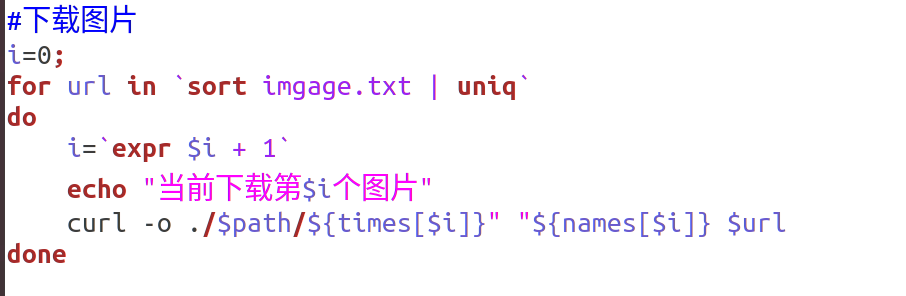 #下载图片
i=0;
for url in `sort imgage.txt | uniq`
do
    i=`expr $i + 1`
    echo "当前下载第$i个图片"
    curl -o ./$path/${times[$i]}" "${names[$i]} $url
done